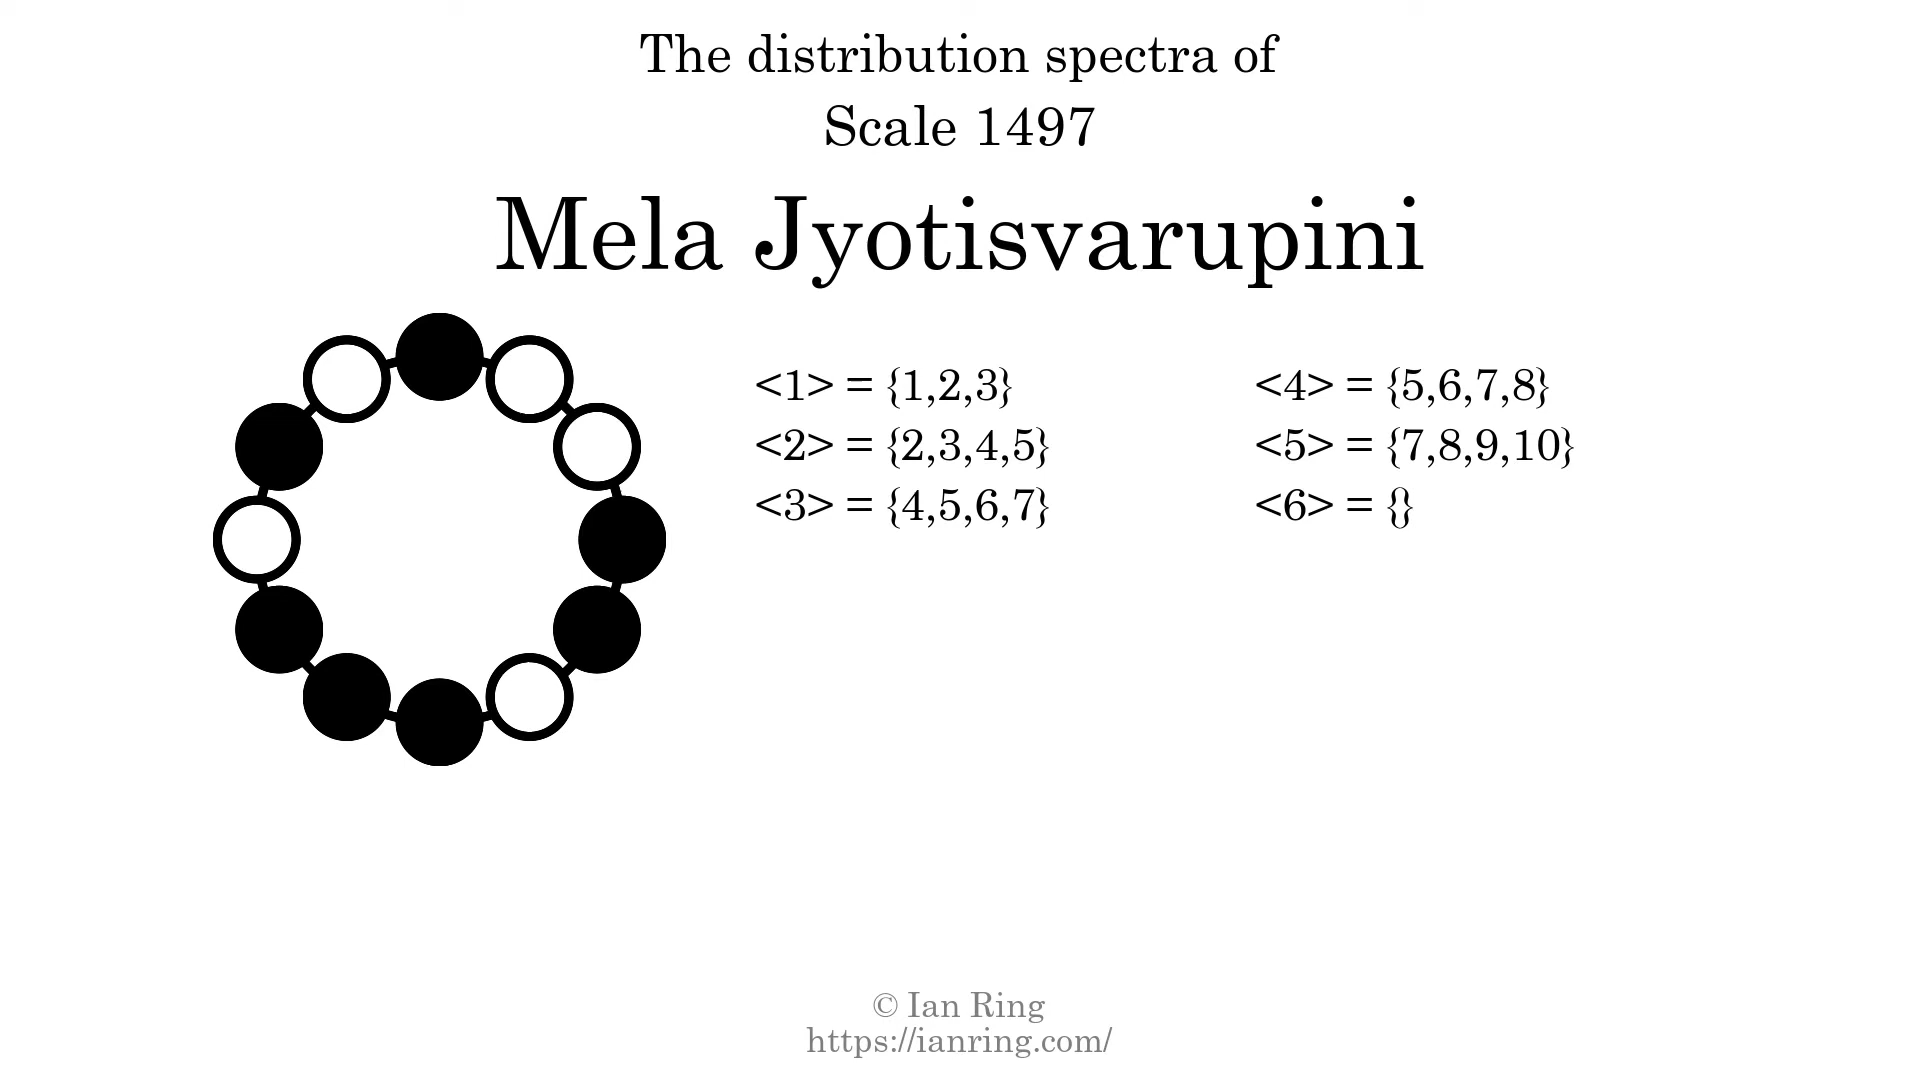 The distribution spectra of
Scale 1497
Mela Jyotisvarupini
<1> = {1,2,3}
<2> = {2,3,4,5}
<3> = {4,5,6,7}
<4> = {5,6,7,8}
<5> = {7,8,9,10}
<6> = {}
© Ian Ring
https://ianring.com/